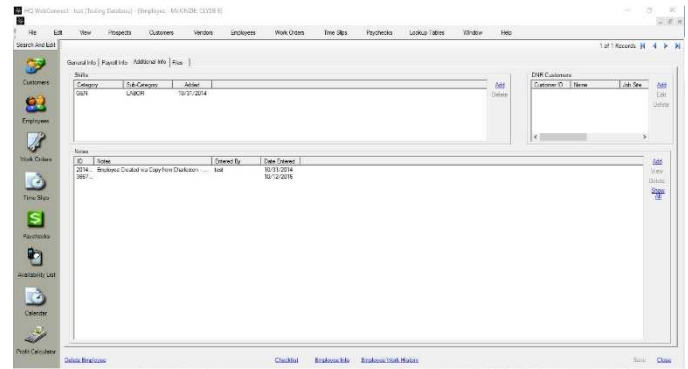 HQ WebConnect - test (Testing Database) - [Employee - McKINZIE, CLYDE E]
File Edit View Prospects Customers Vendors Employees Work Orders Time Slips Paychecks Lookup Tables Window Help
Search And Edit
1 of 1 Records
General Info Payroll Info Additional Info Files
Skills
Category Sub-Category Added
GEN LABOR 10/31/2014
Add
Delete
DNR Customers
Customer ID Name Job Site
Add
Edit
Delete
Notes
ID Notes Entered By Date Entered
2014... Employee Created via Copy from Charleston - ... test 10/31/2014
3867... 10/12/2016
Add
View
Delete
Show All
Customers
Employees
Work Orders
Time Slips
Paychecks
Availability List
Calendar
Profit Calculator
Delete Employee Checklist Employee Info Employee Work History Save Close